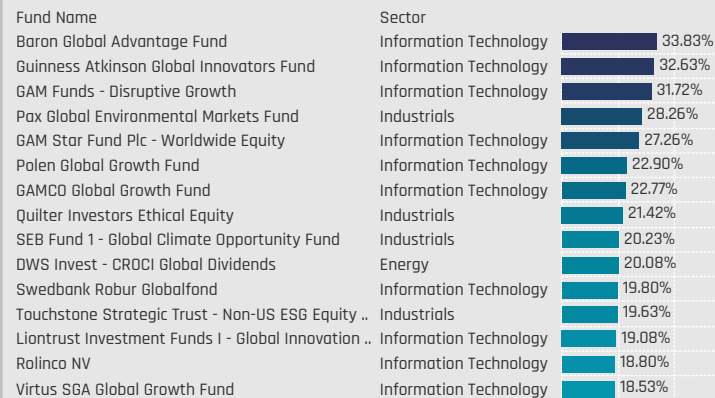 Fund Name Sector
Baron Global Advantage Fund Information Technology 33.83%
Guinness Atkinson Global Innovators Fund Information Technology 32.63%
GAM Funds - Disruptive Growth Information Technology 31.72%
Pax Global Environmental Markets Fund Industrials 28.26%
GAM Star Fund Plc - Worldwide Equity Information Technology 27.26%
Polen Global Growth Fund Information Technology 22.90%
GAMCO Global Growth Fund Information Technology 22.77%
Quilter Investors Ethical Equity Industrials 21.42%
SEB Fund 1 - Global Climate Opportunity Fund Industrials 20.23%
DWS Invest - CROCI Global Dividends Energy 20.08%
Swedbank Robur Globalfond Information Technology 19.80%
Touchstone Strategic Trust - Non-US ESG Equity .. Industrials 19.63%
Liontrust Investment Funds I - Global Innovation .. Information Technology 19.08%
Rolinco NV Information Technology 18.80%
Virtus SGA Global Growth Fund Information Technology 18.53%